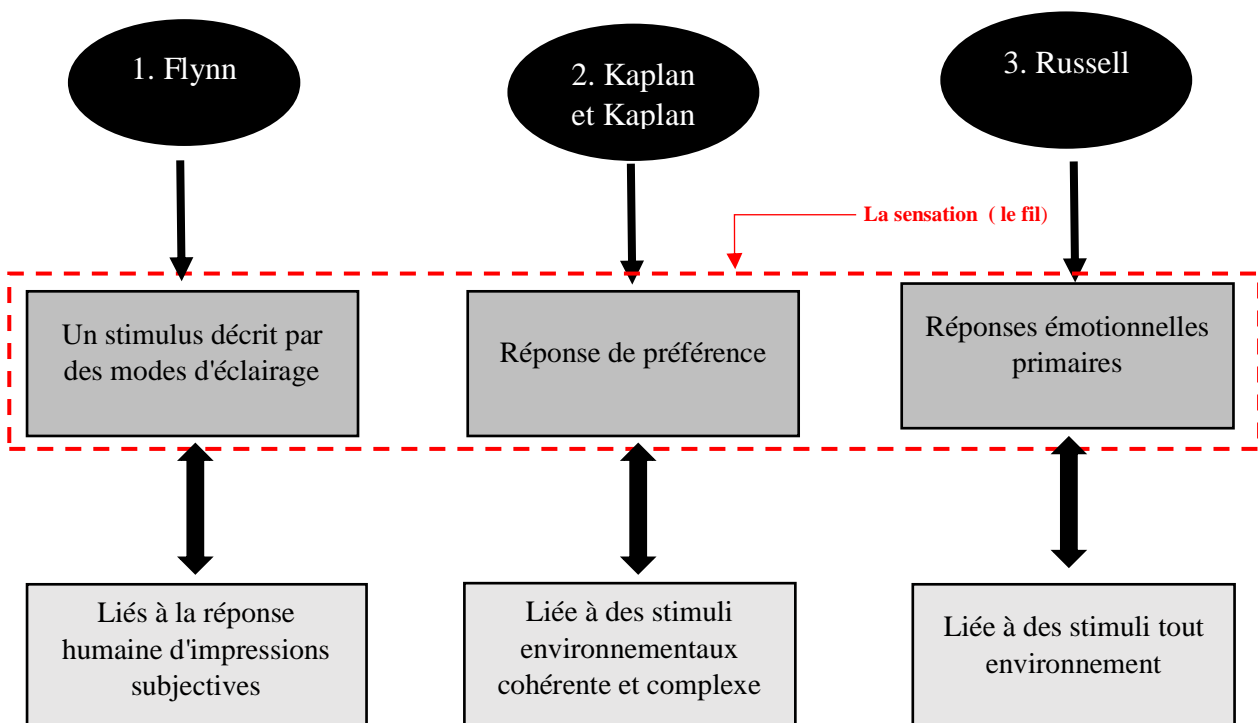 1. Flynn
2. Kaplan
et Kaplan
3. Russell
La sensation ( le fil)
Un stimulus décrit par
des modes d'éclairage
Réponse de préférence
Réponses émotionnelles
primaires
Liés à la réponse
humaine d'impressions
subjectives
Liée à des stimuli
environnementaux
cohérente et complexe
Liée à des stimuli tout
environnement